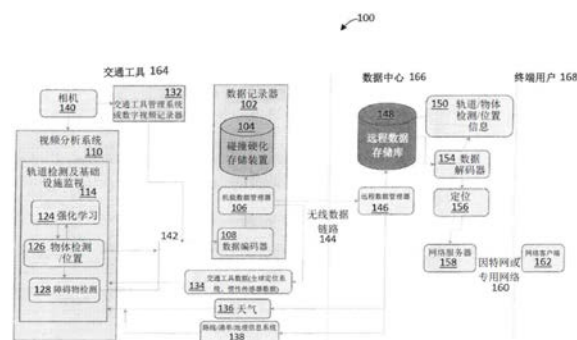 100
交通工具 164
数据中心 166
终端用户 168
相机
140
132
交通工具管理系统
或数字视频记录器
数据记录器
102
104
碰撞硬化
存储装置
机载数据管理器
106
108 数据编码器
148
远程数据
存储库
150 轨道/物体
检测/位置
信息
154 数据
解码器
定位
156
视频分析系统
110
轨道检测及基础
设施监视
114
124 强化学习
126 物体检测
/位置
128 障碍物检测
142
无线数据
链路
144
远程数据管理器
146
网络服务器
158
因特网或
专用网络
160
网络客户端
162
交通工具数据(全球定位系
134 统、惯性传感器数据)
136 天气
路线/清单/地理信息系统
138